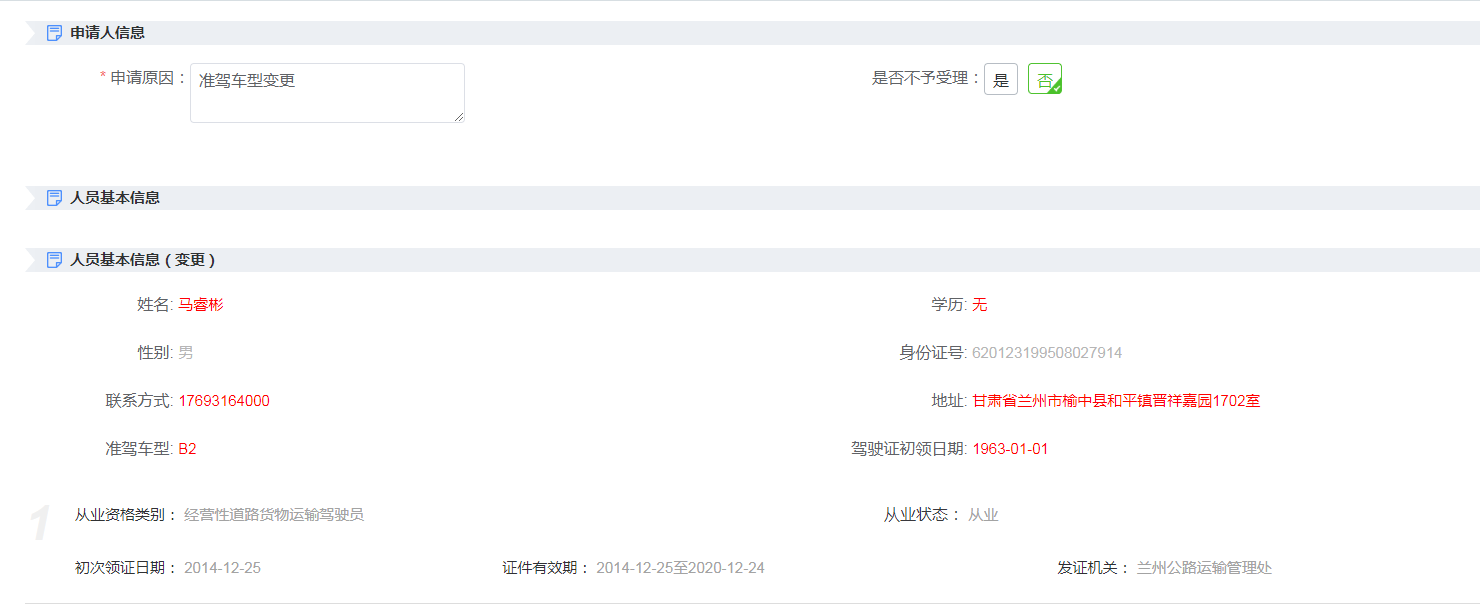 申请人信息
* 申请原因： 准驾车型变更 是否不予受理： 是 否
人员基本信息
人员基本信息（变更）
姓名: 马睿彬 学历: 无
性别: 男 身份证号: 620123199508027914
联系方式: 17693164000 地址: 甘肃省兰州市榆中县和平镇晋祥嘉园1702室
准驾车型: B2 驾驶证初领日期: 1963-01-01
1 从业资格类别： 经营性道路货物运输驾驶员 从业状态： 从业
初次领证日期： 2014-12-25 证件有效期： 2014-12-25至2020-12-24 发证机关： 兰州公路运输管理处